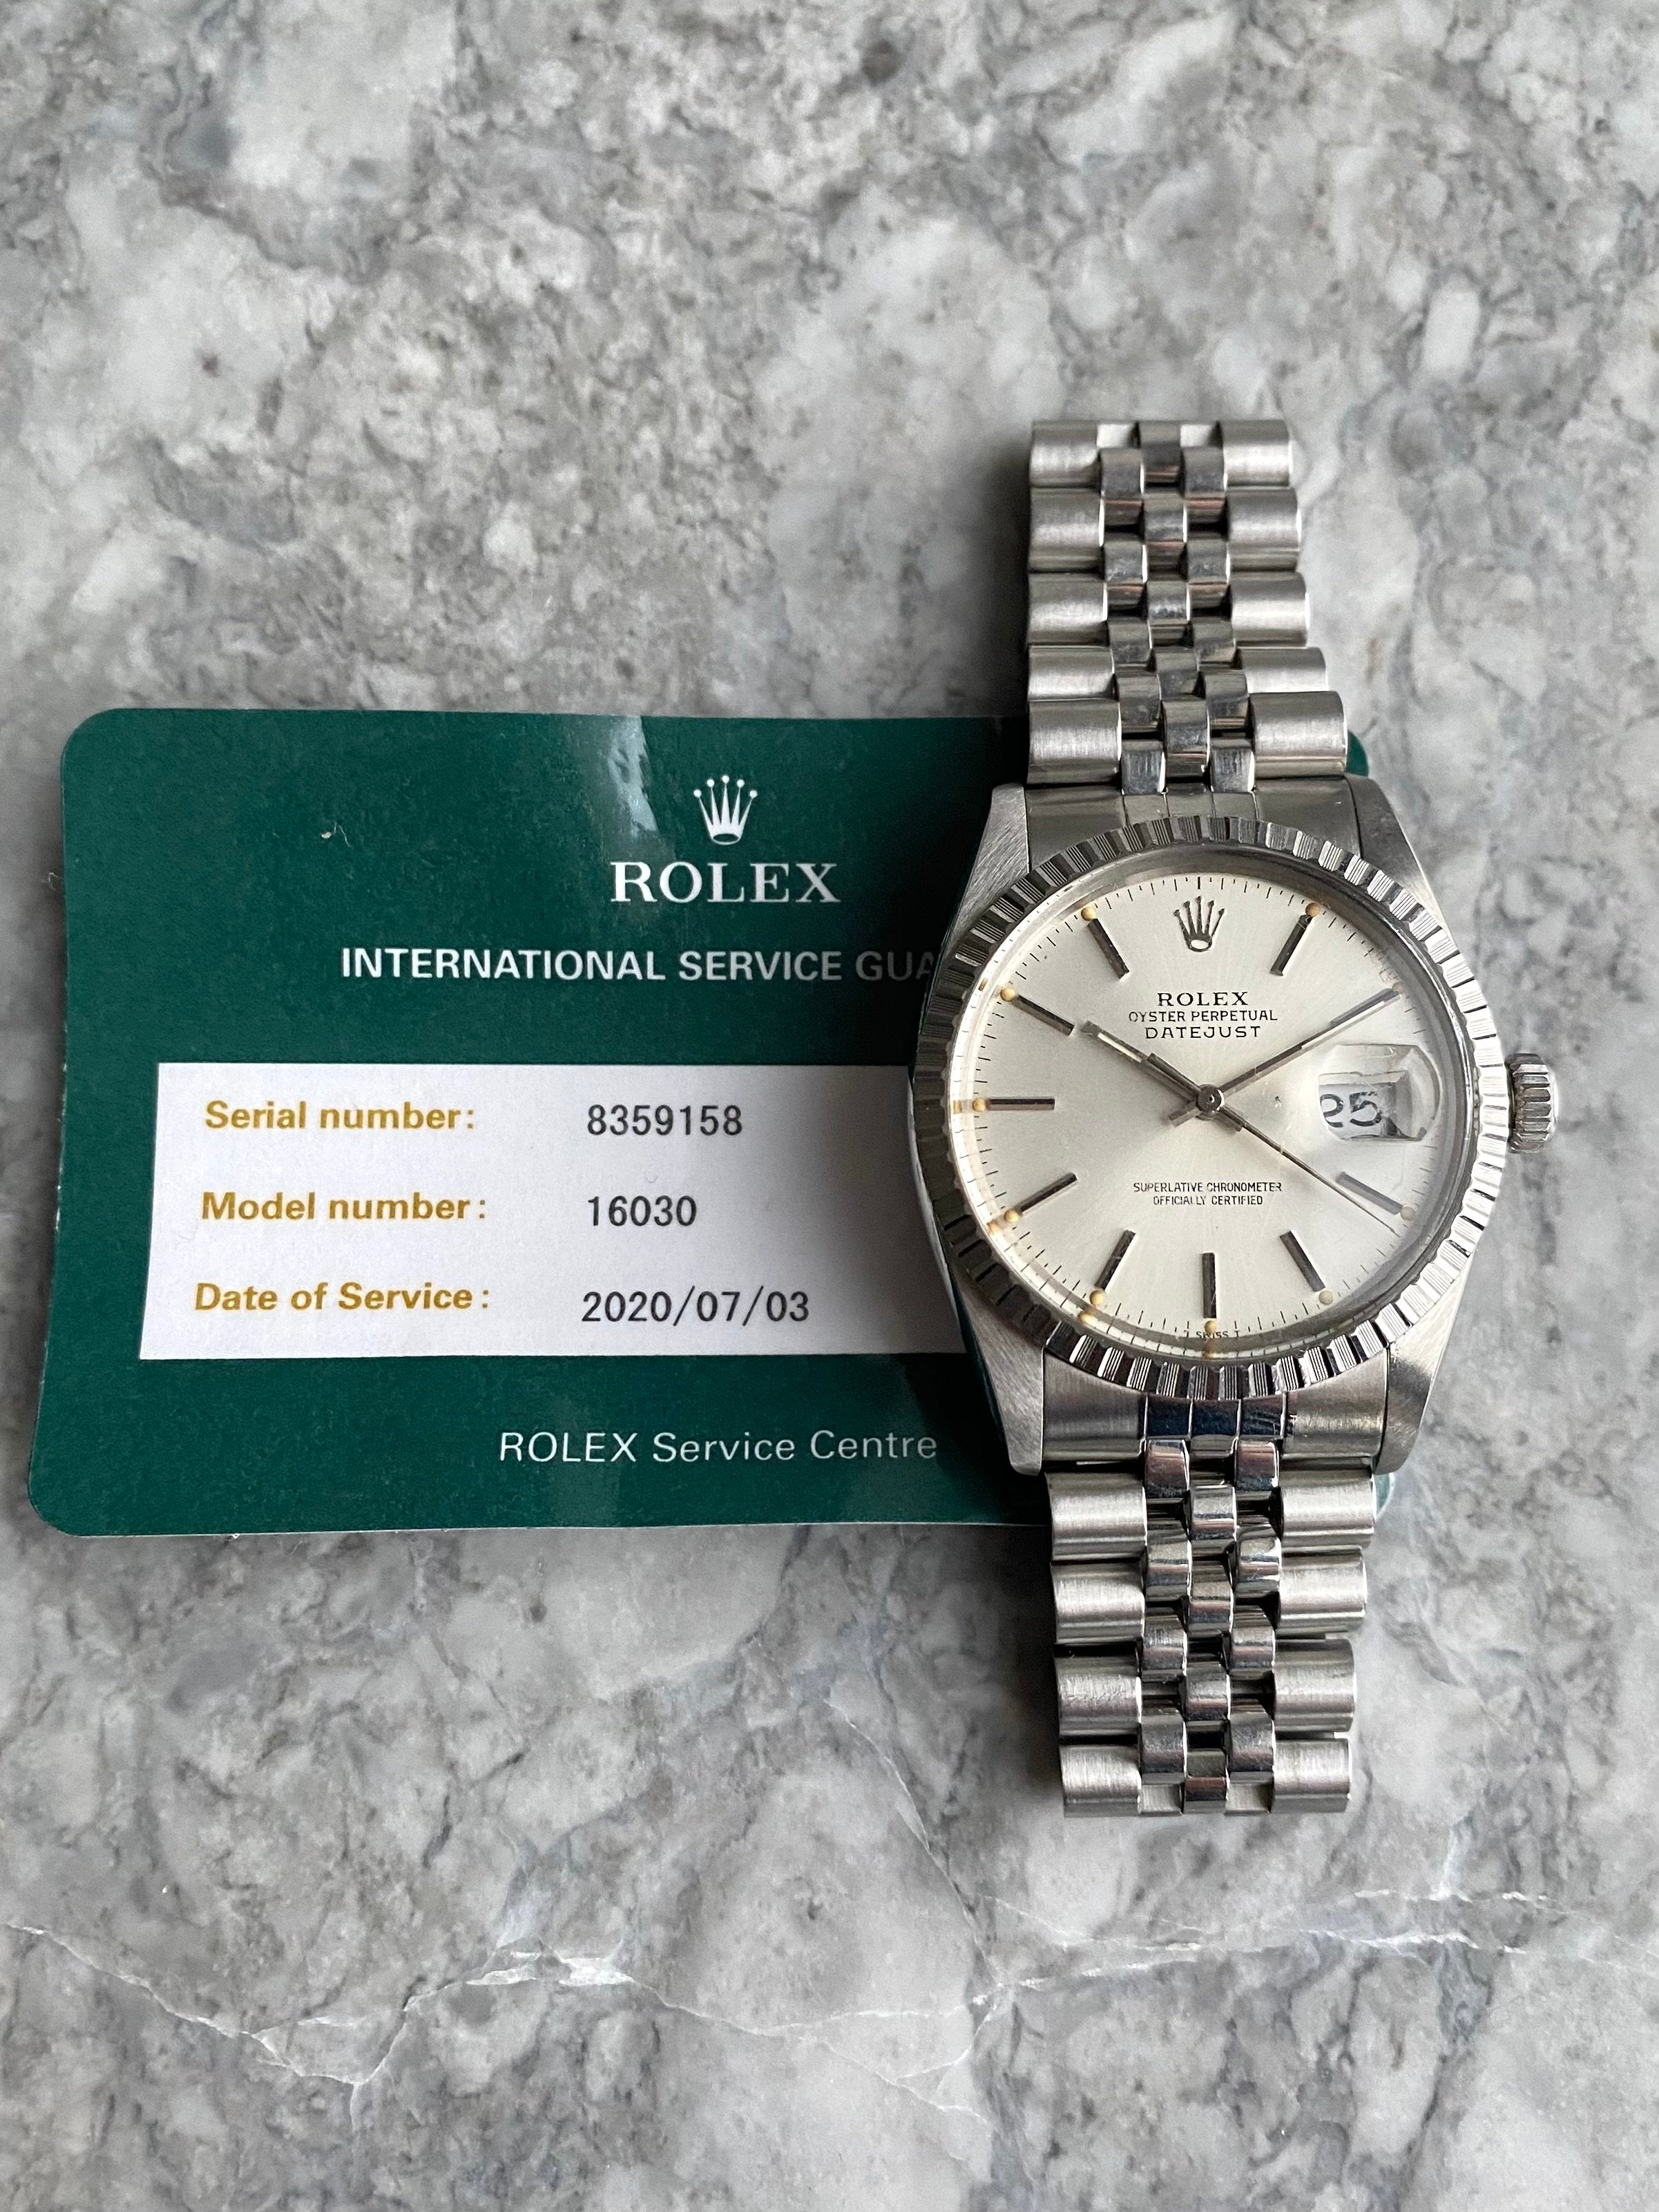 ROLEX
INTERNATIONAL SERVICE GUA
Serial number: 8359158
Model number: 16030
Date of Service: 2020/07/03
ROLEX Service Centre
ROLEX
OYSTER PERPETUAL
DATEJUST
25
SUPERLATIVE CHRONOMETER
OFFICIALLY CERTIFIED